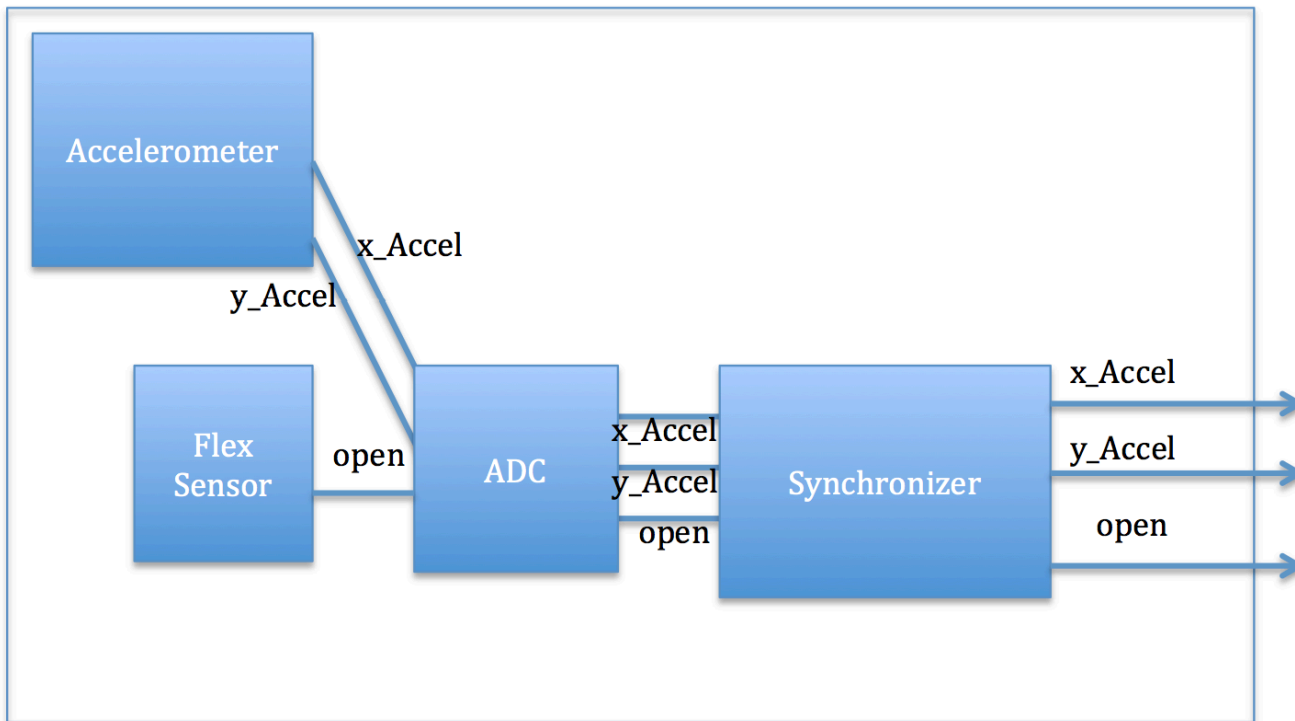 Accelerometer
x_Accel
y_Accel
Flex
Sensor
open
ADC
x_Accel
y_Accel
open
Synchronizer
x_Accel
y_Accel
open